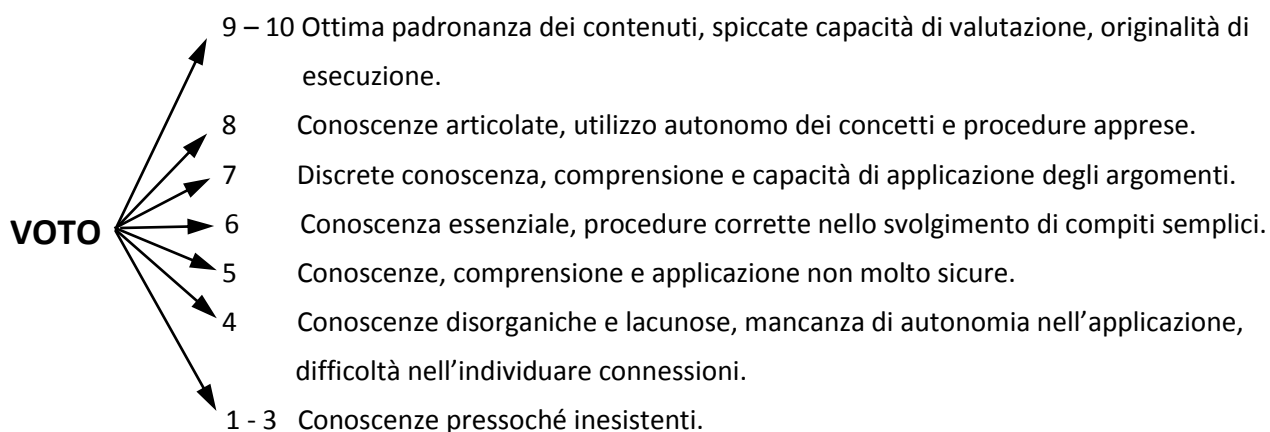 9 – 10 Ottima padronanza dei contenuti, spiccate capacità di valutazione, originalità di
esecuzione.
8 Conoscenze articolate, utilizzo autonomo dei concetti e procedure apprese.
7 Discrete conoscenza, comprensione e capacità di applicazione degli argomenti.
VOTO
6 Conoscenza essenziale, procedure corrette nello svolgimento di compiti semplici.
5 Conoscenze, comprensione e applicazione non molto sicure.
4 Conoscenze disorganiche e lacunose, mancanza di autonomia nell’applicazione,
difficoltà nell’individuare connessioni.
1 - 3 Conoscenze pressoché inesistenti.